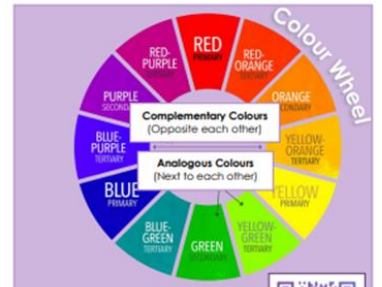 Colour Wheel
RED
PRIMARY
RED-
ORANGE
TERTIARY
ORANGE
YELLOW-
ORANGE
TERTIARY
YELLOW
PRIMARY
YELLOW-
GREEN
TERTIARY
GREEN
SECONDARY
BLUE-
GREEN
TERTIARY
BLUE
PRIMARY
BLUE-
PURPLE
TERTIARY
PURPLE
RED-
PURPLE
TERTIARY
Complementary Colours
(Opposite each other)
Analogous Colours
(Next to each other)